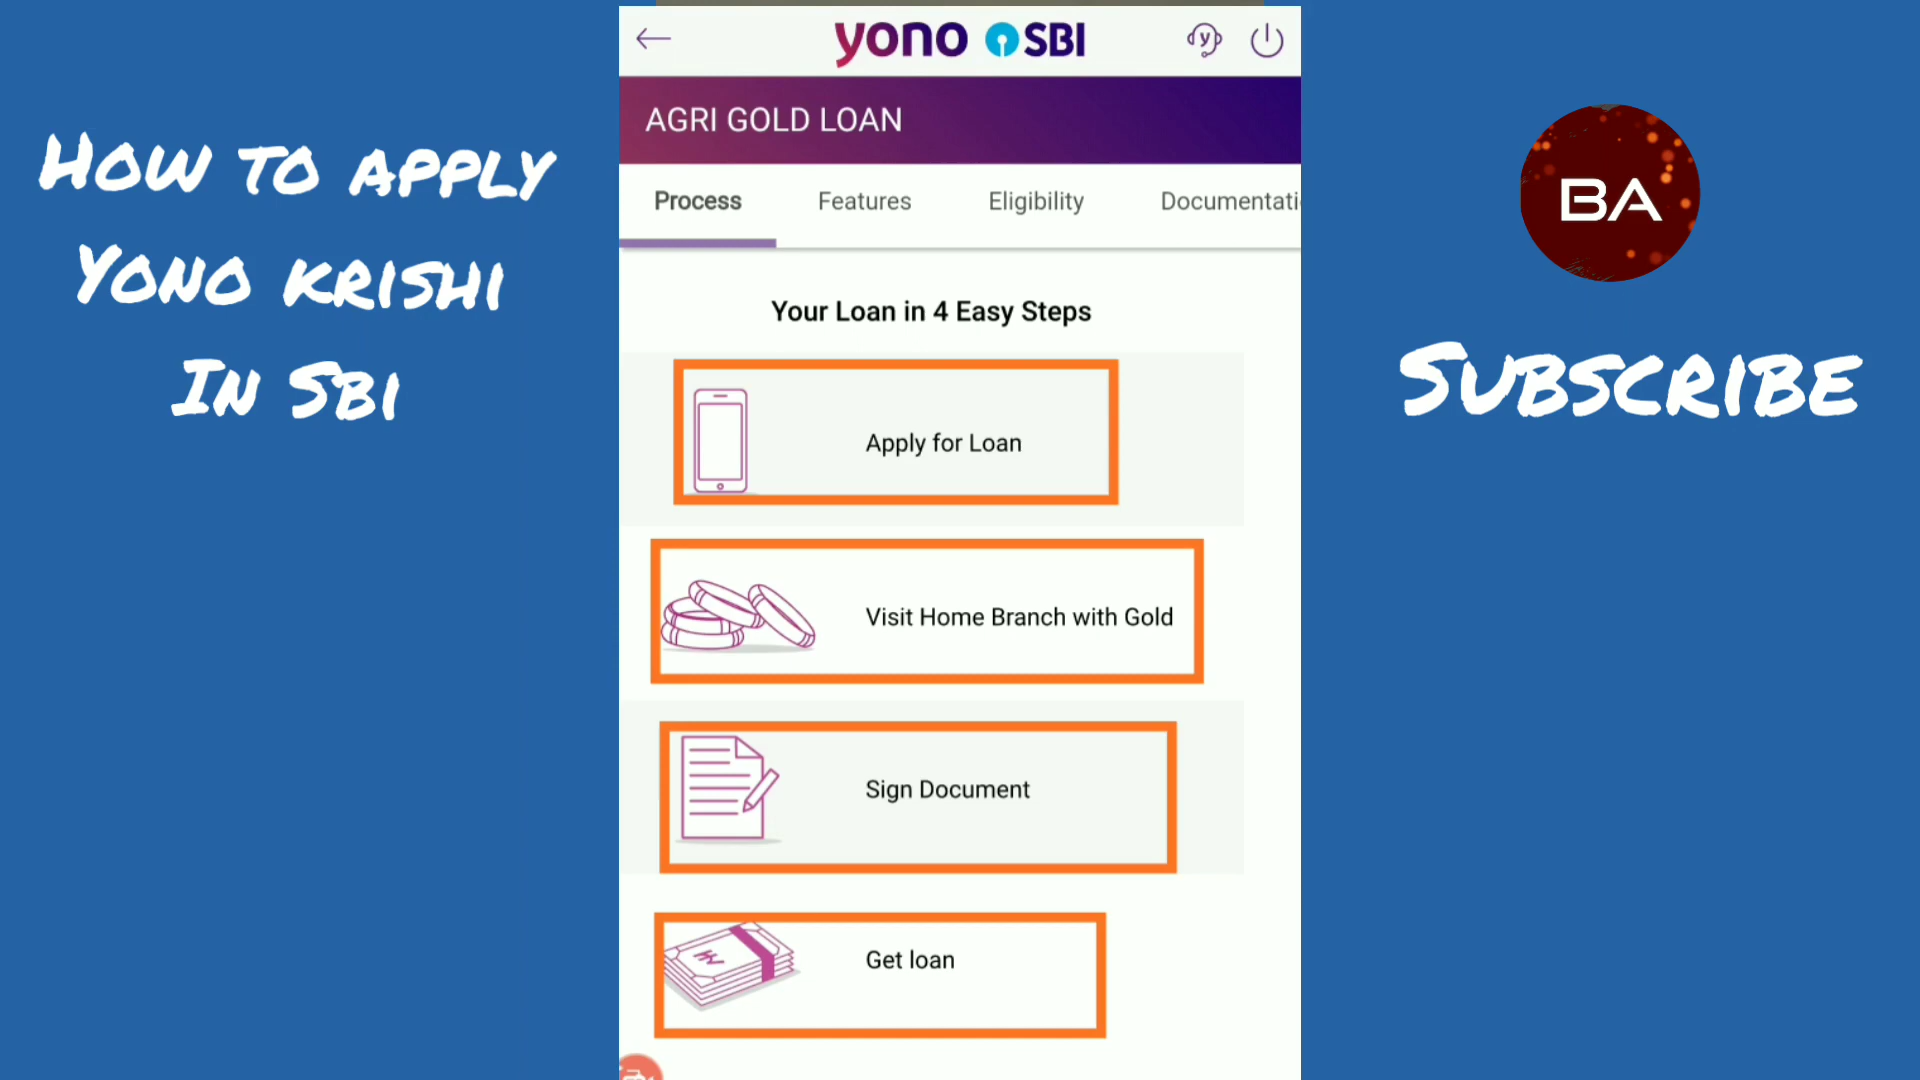 How to apply
Yono krishi
In Sbi
yono SBI
y
AGRI GOLD LOAN
Process Features Eligibility Documentati
Your Loan in 4 Easy Steps
Apply for Loan
Visit Home Branch with Gold
Sign Document
Get loan
BA
Subscribe